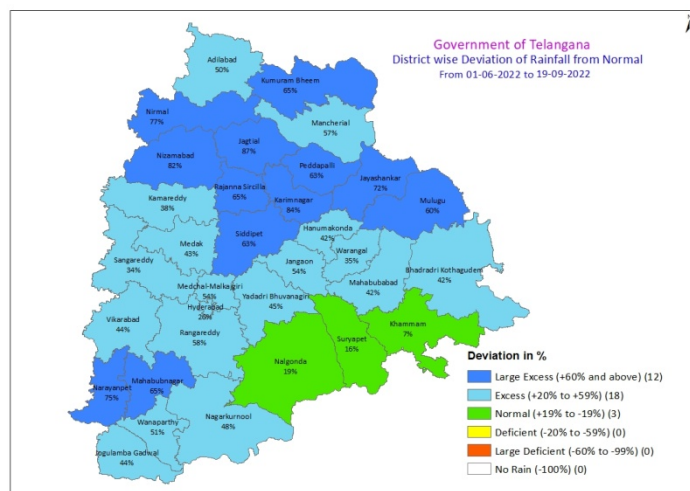 Government of Telangana
District wise Deviation of Rainfall from Normal
From 01-06-2022 to 19-09-2022
Adilabad
50%
Kumuram Bheem
65%
Nirmal
77%
Mancherial
57%
Jagtial
87%
Nizamabad
82%
Peddapalli
63%
Jayashankar
72%
Rajanna Sircilla
65%
Karimnagar
84%
Mulugu
60%
Kamareddy
38%
Siddipet
63%
Hanumakonda
42%
Medak
43%
Warangal
35%
Sangareddy
34%
Jangaon
54%
Bhadradri Kothagudem
42%
Mahabubabad
42%
Medchal-Malkajgiri
54%
Yadadri Bhuvanagiri
45%
Hyderabad
26%
Vikarabad
44%
Rangareddy
58%
Khammam
7%
Suryapet
16%
Nalgonda
19%
Narayanpet
75%
Mahabubnagar
65%
Wanaparthy
51%
Nagarkurnool
48%
Jogulamba Gadwal
44%
Deviation in %
Large Excess (+60% and above) (12)
Excess (+20% to +59%) (18)
Normal (+19% to -19%) (3)
Deficient (-20% to -59%) (0)
Large Deficient (-60% to -99%) (0)
No Rain (-100%) (0)